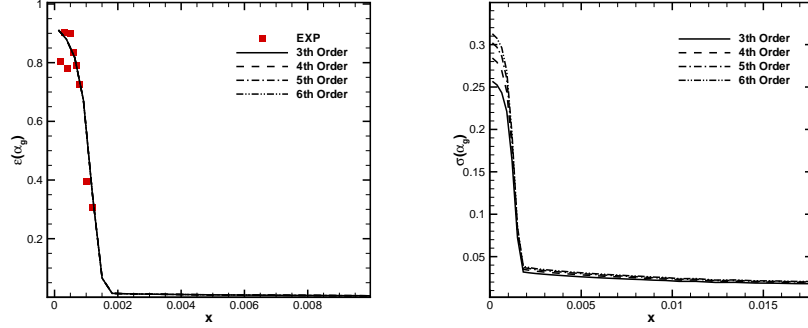 ε(α_g)
1
0.8
0.6
0.4
0.2
0
0.002
0.004
0.006
0.008
x
EXP
3th Order
4th Order
5th Order
6th Order
σ(α_g)
0.3
0.25
0.2
0.15
0.1
0.05
0
0.005
0.01
0.015
x
3th Order
4th Order
5th Order
6th Order